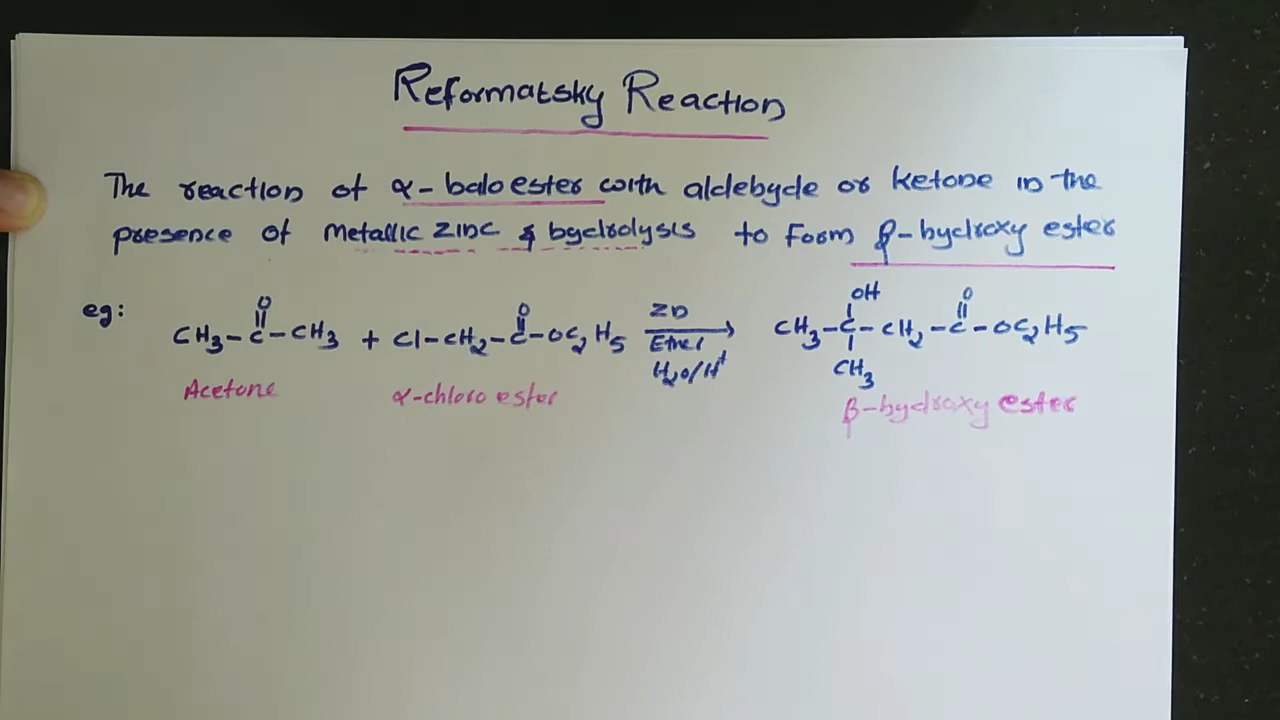 Reformatsky Reaction
The reaction of α-haloester with aldehyde or ketone in the
presence of metallic zinc & hydrolysis to form β-hydroxy ester
eg:
O O Zn OH O
CH3-C-CH3 + Cl-CH2-C-OC2H5 Ether CH3-C-CH2-C-OC2H5
H2O/H+ CH3
Acetone α-chloro ester β-hydroxy ester